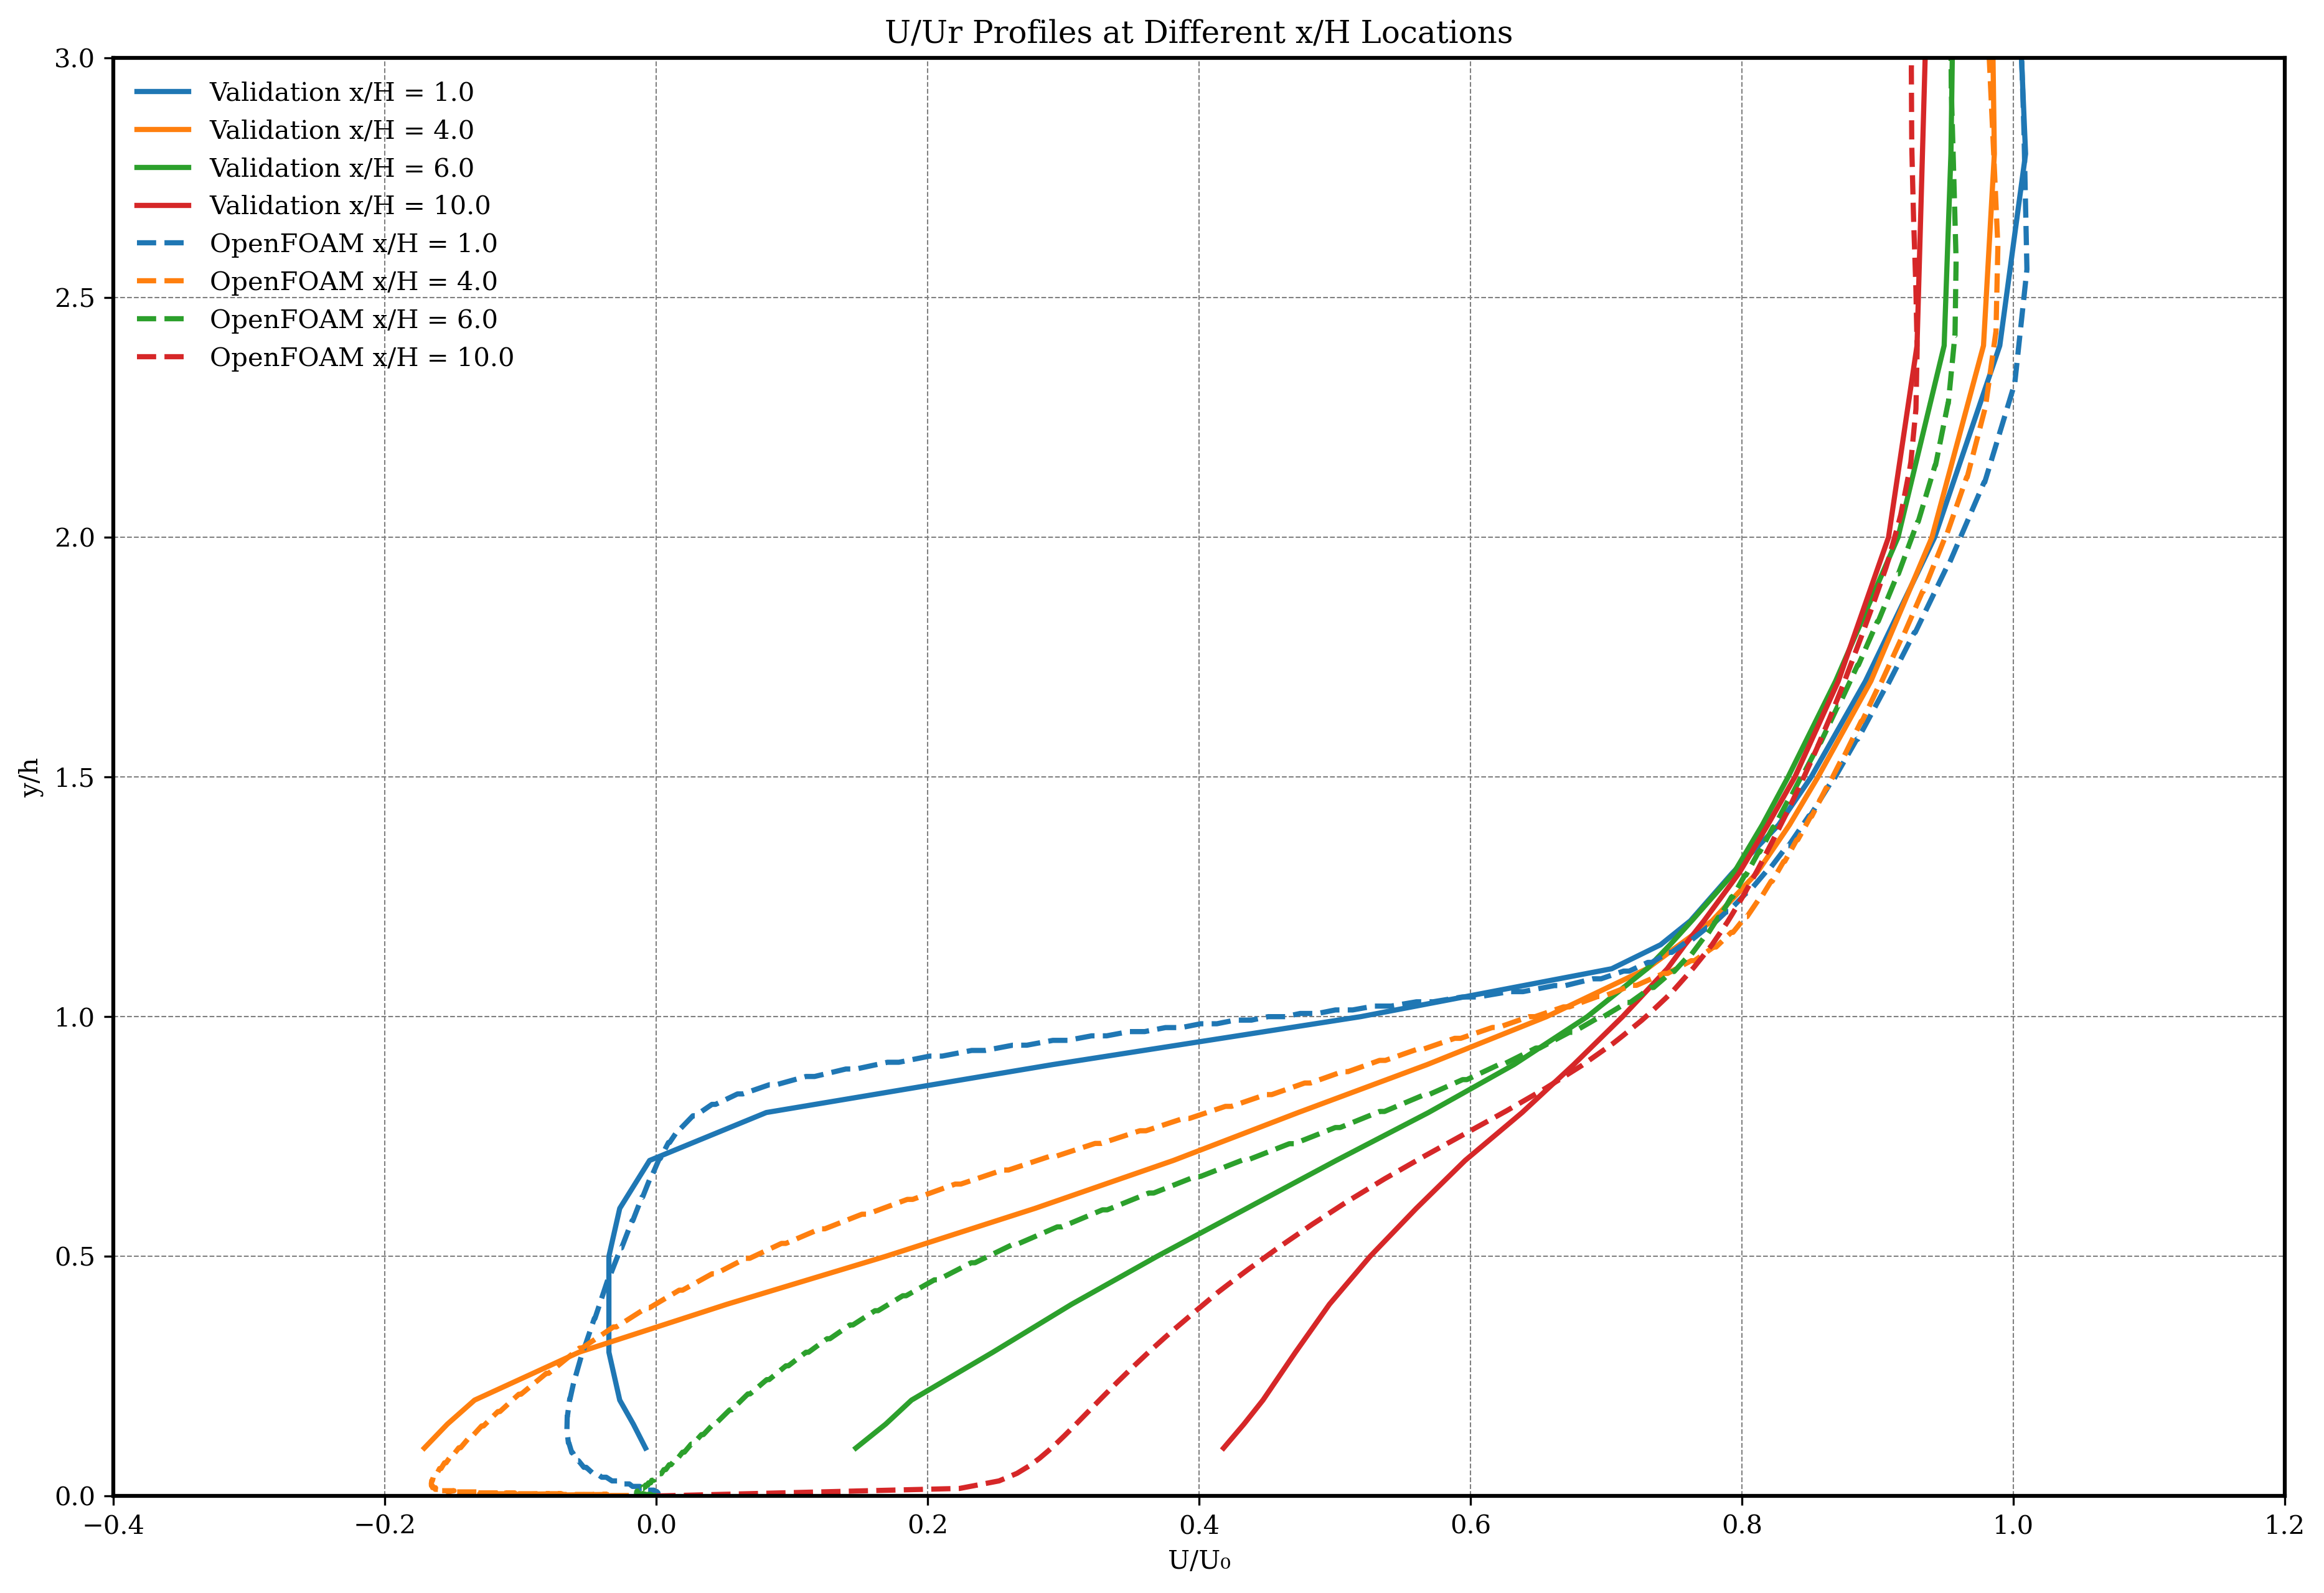 U/Ur Profiles at Different x/H Locations
3.0
Validation x/H = 1.0
Validation x/H = 4.0
Validation x/H = 6.0
Validation x/H = 10.0
OpenFOAM x/H = 1.0
OpenFOAM x/H = 4.0
OpenFOAM x/H = 6.0
OpenFOAM x/H = 10.0
2.5
2.0
1.5
1.0
0.5
0.0
y/h
−0.4 −0.2 0.0 0.2 0.4 0.6 0.8 1.0 1.2
U/U₀